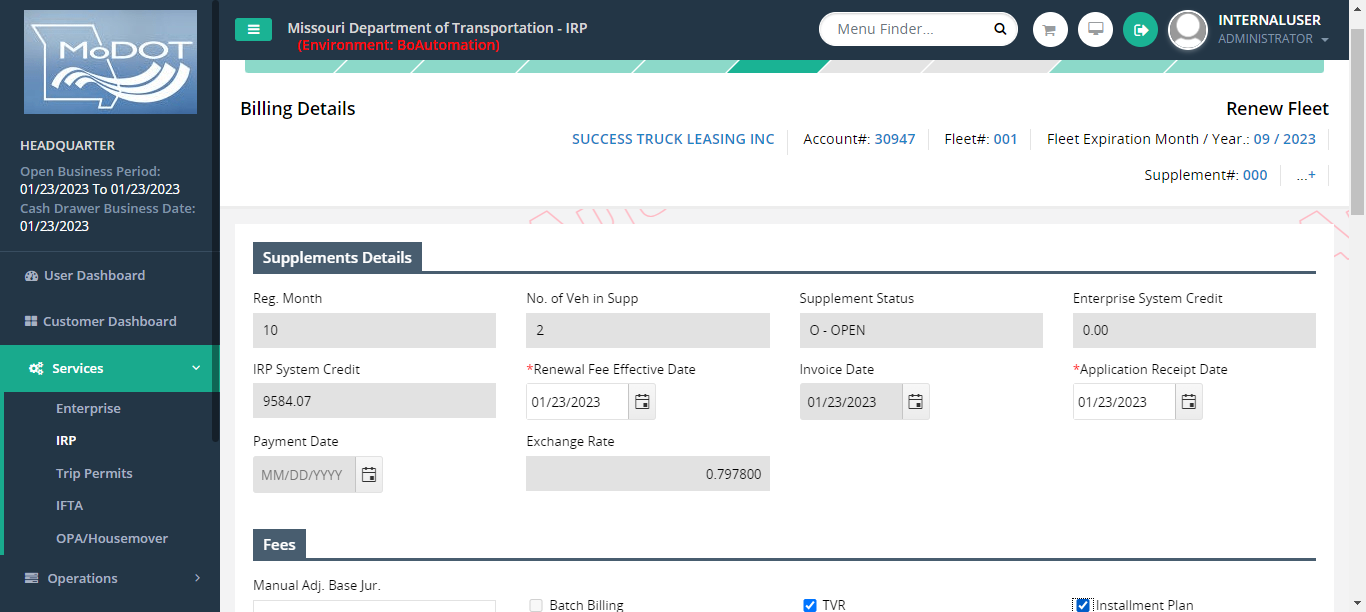 MoDOT
Missouri Department of Transportation - IRP
(Environment: BoAutomation)
Menu Finder...
INTERNALUSER
ADMINISTRATOR
HEADQUARTER
Open Business Period:
01/23/2023 To 01/23/2023
Cash Drawer Business Date:
01/23/2023
User Dashboard
Customer Dashboard
Services
Enterprise
IRP
Trip Permits
IFTA
OPA/Housemover
Operations
Billing Details
Renew Fleet
SUCCESS TRUCK LEASING INC Account#: 30947 Fleet#: 001 Fleet Expiration Month / Year.: 09 / 2023
Supplement#: 000 ...+
Supplements Details
Reg. Month No. of Veh in Supp Supplement Status Enterprise System Credit
10 2 O - OPEN 0.00
IRP System Credit *Renewal Fee Effective Date Invoice Date *Application Receipt Date
9584.07 01/23/2023 01/23/2023 01/23/2023
Payment Date Exchange Rate
MM/DD/YYYY 0.797800
Fees
Manual Adj. Base Jur.
Batch Billing TVR Installment Plan